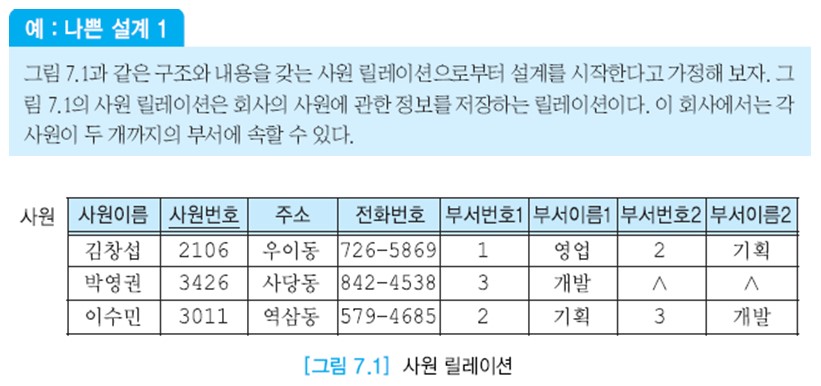 예 : 나쁜 설계 1
그림 7.1과 같은 구조와 내용을 갖는 사원 릴레이션으로부터 설계를 시작한다고 가정해 보자. 그
림 7.1의 사원 릴레이션은 회사의 사원에 관한 정보를 저장하는 릴레이션이다. 이 회사에서는 각
사원이 두 개까지의 부서에 속할 수 있다.
사원 사원이름 사원번호 주소 전화번호 부서번호1 부서이름1 부서번호2 부서이름2
김창섭 2106 우이동 726-5869 1 영업 2 기획
박영권 3426 사당동 842-4538 3 개발 ∧ ∧
이수민 3011 역삼동 579-4685 2 기획 3 개발
[그림 7.1] 사원 릴레이션